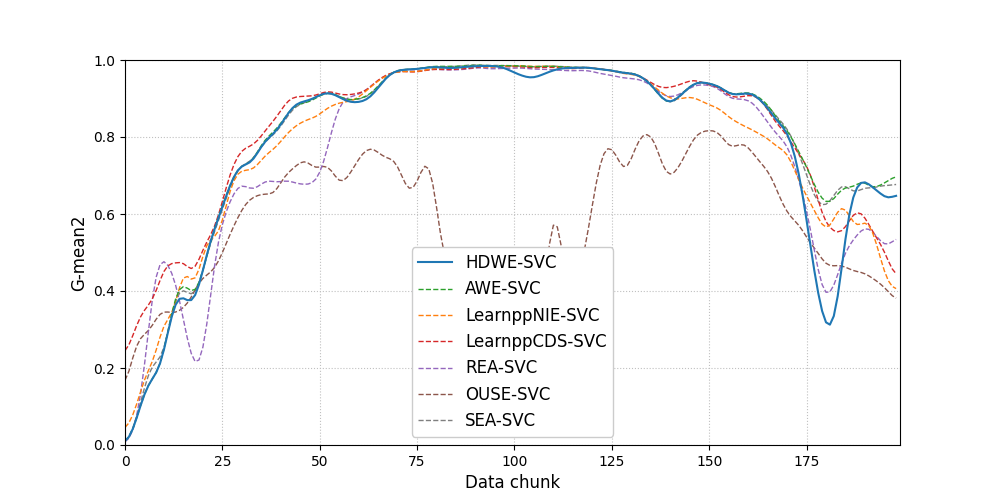 1.0
0.8
0.6
0.4
0.2
0.0
G-mean2
HDWE-SVC
AWE-SVC
LearnppNIE-SVC
LearnppCDS-SVC
REA-SVC
OUSE-SVC
SEA-SVC
0 25 50 75 100 125 150 175
Data chunk